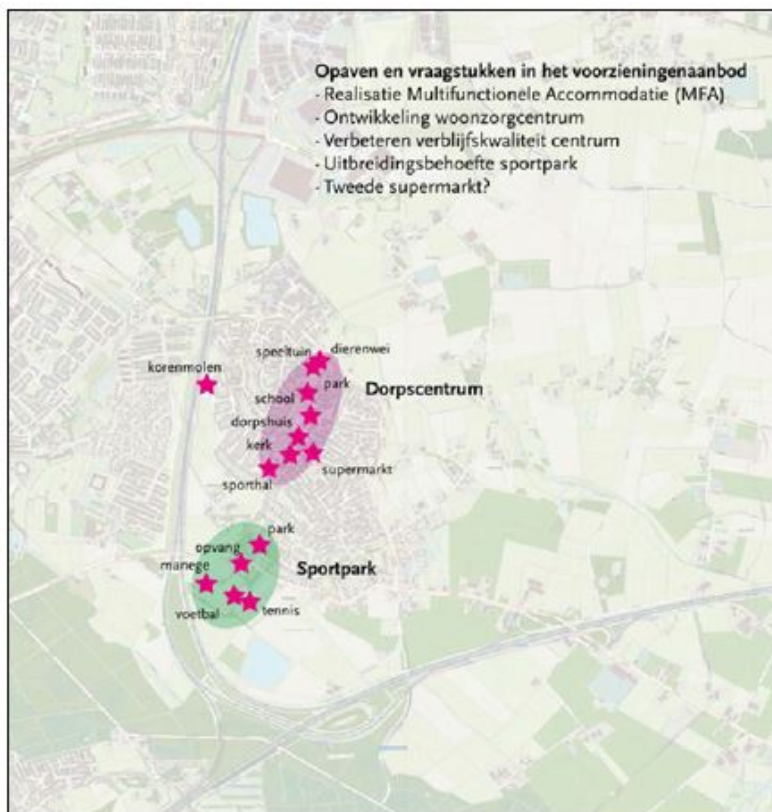 Opaven en vraagstukken in het voorzieningenaanbod
- Realisatie Multifunctionele Accommodatie (MFA)
- Ontwikkeling woonzorgcentrum
- Verbeteren verblijfskwaliteit centrum
- Uitbreidingsbehoefte sportpark
- Tweede supermarkt?
speeltuin
dierenwei
korenmolen
park
school
Dorpscentrum
dorpshuis
kerk
supermarkt
sporthal
park
opvang
manege
Sportpark
voetbal
tennis